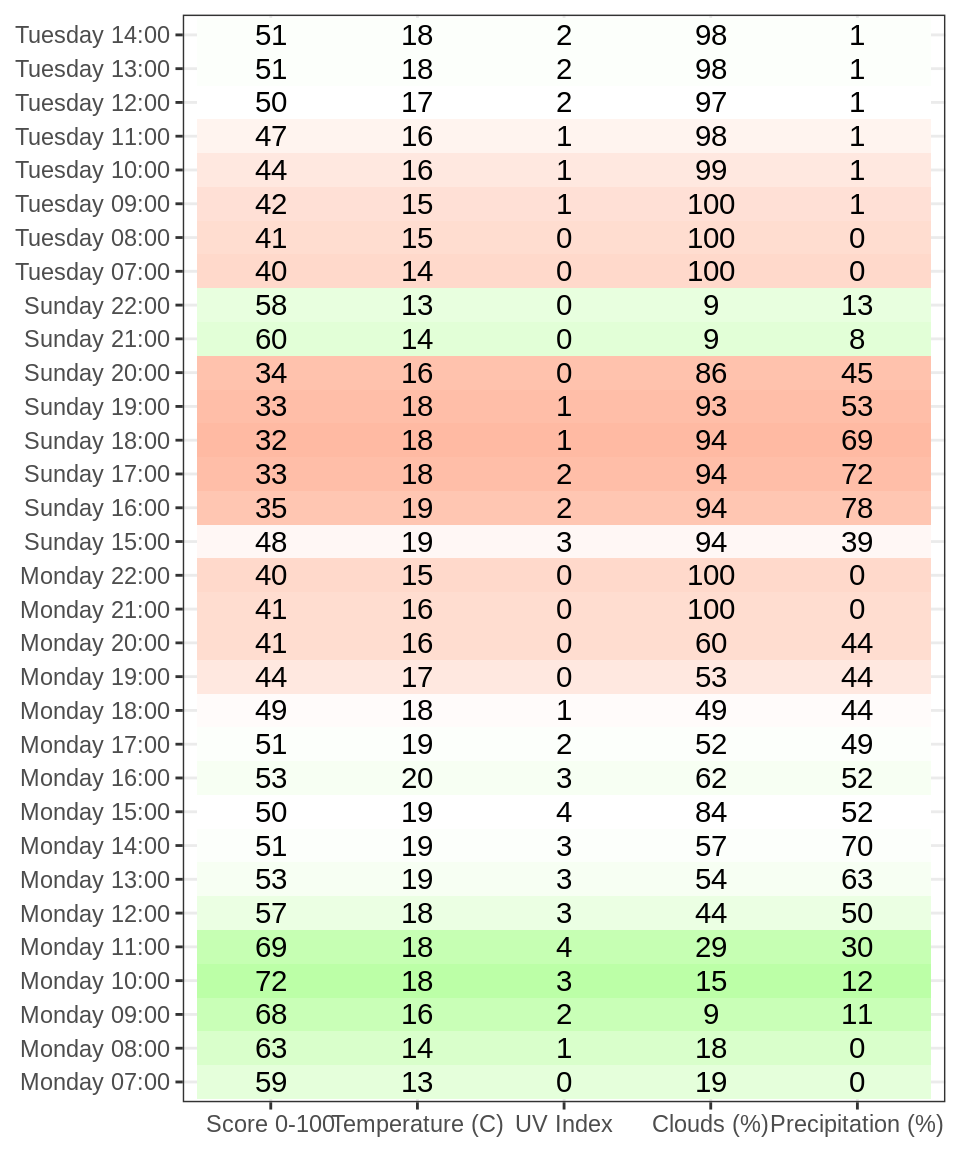 Tuesday 14:00 51 18 2 98 1
Tuesday 13:00 51 18 2 98 1
Tuesday 12:00 50 17 2 97 1
Tuesday 11:00 47 16 1 98 1
Tuesday 10:00 44 16 1 99 1
Tuesday 09:00 42 15 1 100 1
Tuesday 08:00 41 15 0 100 0
Tuesday 07:00 40 14 0 100 0
Sunday 22:00 58 13 0 9 13
Sunday 21:00 60 14 0 9 8
Sunday 20:00 34 16 0 86 45
Sunday 19:00 33 18 1 93 53
Sunday 18:00 32 18 1 94 69
Sunday 17:00 33 18 2 94 72
Sunday 16:00 35 19 2 94 78
Sunday 15:00 48 19 3 94 39
Monday 22:00 40 15 0 100 0
Monday 21:00 41 16 0 100 0
Monday 20:00 41 16 0 60 44
Monday 19:00 44 17 0 53 44
Monday 18:00 49 18 1 49 44
Monday 17:00 51 19 2 52 49
Monday 16:00 53 20 3 62 52
Monday 15:00 50 19 4 84 52
Monday 14:00 51 19 3 57 70
Monday 13:00 53 19 3 54 63
Monday 12:00 57 18 3 44 50
Monday 11:00 69 18 4 29 30
Monday 10:00 72 18 3 15 12
Monday 09:00 68 16 2 9 11
Monday 08:00 63 14 1 18 0
Monday 07:00 59 13 0 19 0
Score 0-100 Temperature (C) UV Index Clouds (%) Precipitation (%)